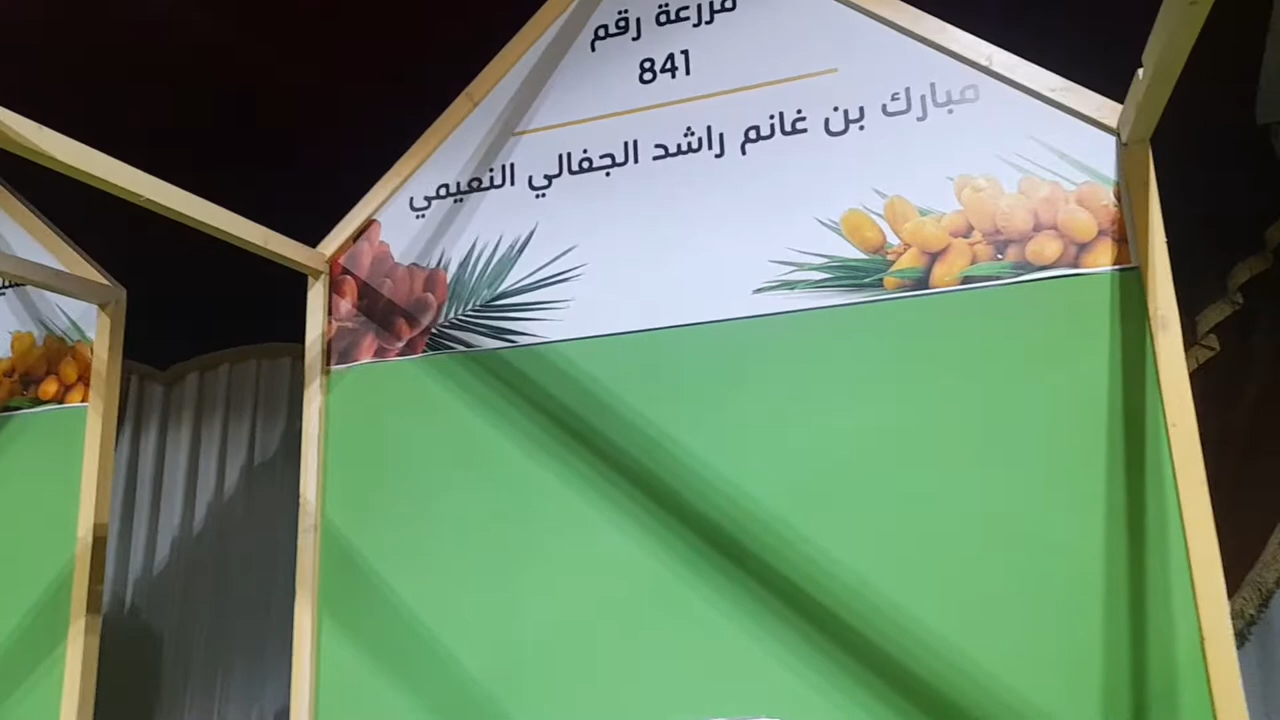 مزرعة رقم
841
مبارك بن غانم راشد الجفالي النعيمي